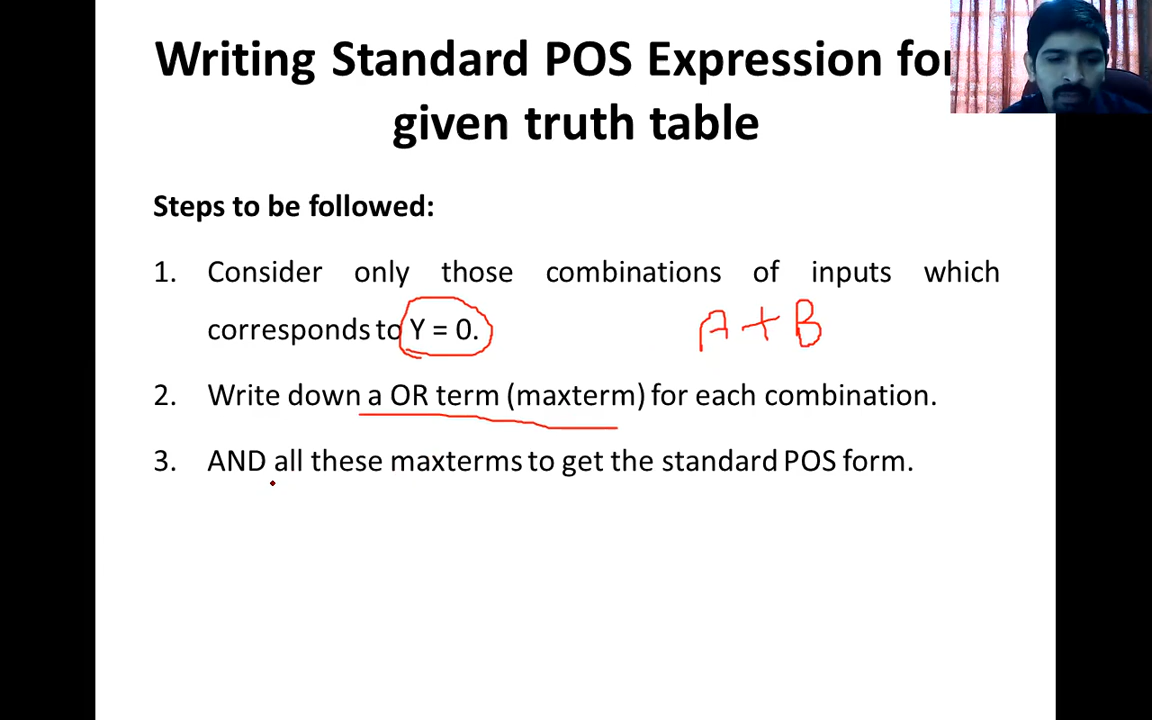 Writing Standard POS Expression for
given truth table
Steps to be followed:
1. Consider only those combinations of inputs which
corresponds to Y = 0.
A + B
2. Write down a OR term (maxterm) for each combination.
3. AND all these maxterms to get the standard POS form.